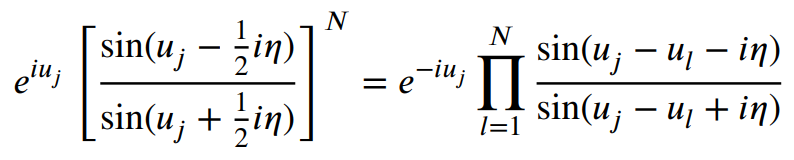 $e^{iu_j} \left[ \frac{\sin(u_j - \frac{1}{2}i\eta)}{\sin(u_j + \frac{1}{2}i\eta)} \right]^N = e^{-iu_j} \prod_{l=1}^{N} \frac{\sin(u_j - u_l - i\eta)}{\sin(u_j - u_l + i\eta)}$